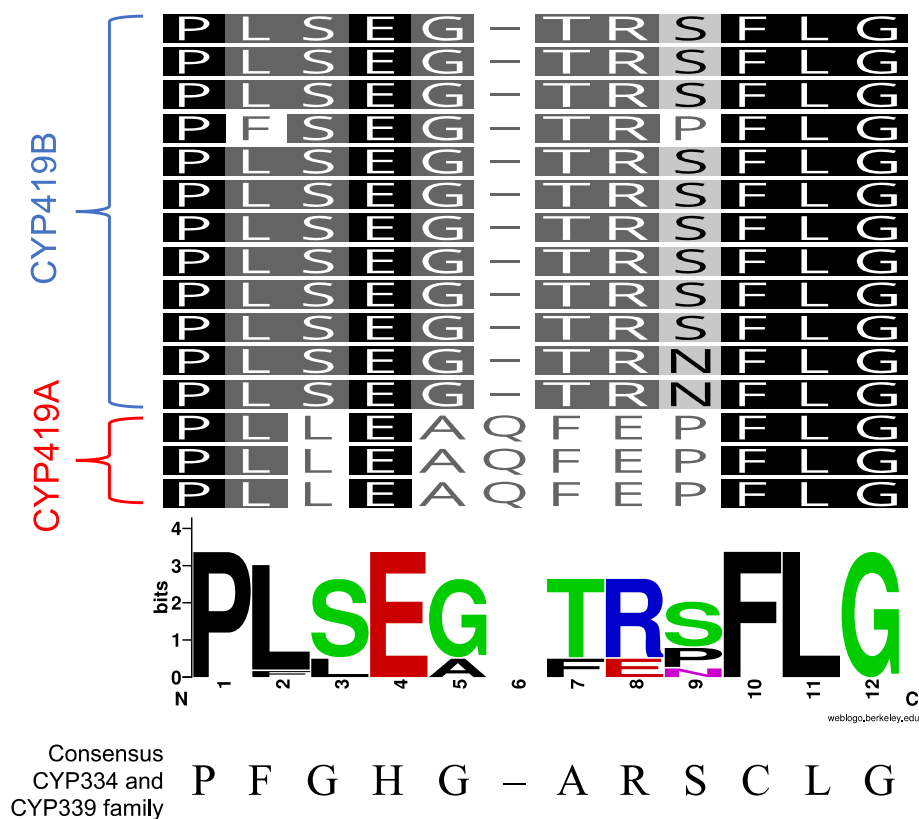 P L S E G – T R S F L G
P L S E G – T R S F L G
P L S E G – T R S F L G
P F S E G – T R P F L G
P L S E G – T R S F L G
P L S E G – T R S F L G
P L S E G – T R S F L G
P L S E G – T R S F L G
P L S E G – T R S F L G
P L S E G – T R S F L G
P L S E G – T R N F L G
P L S E G – T R N F L G
P L L E A Q F E P F L G
P L L E A Q F E P F L G
P L L E A Q F E P F L G
CYP419B
CYP419A
4
3
2
1
0
bits
P L S E G T R S F L G
L A F E P
N
N 1 2 3 4 5 6 7 8 9 10 11 12 C
weblogo.berkeley.edu
Consensus
CYP334 and
CYP339 family
P F G H G – A R S C L G